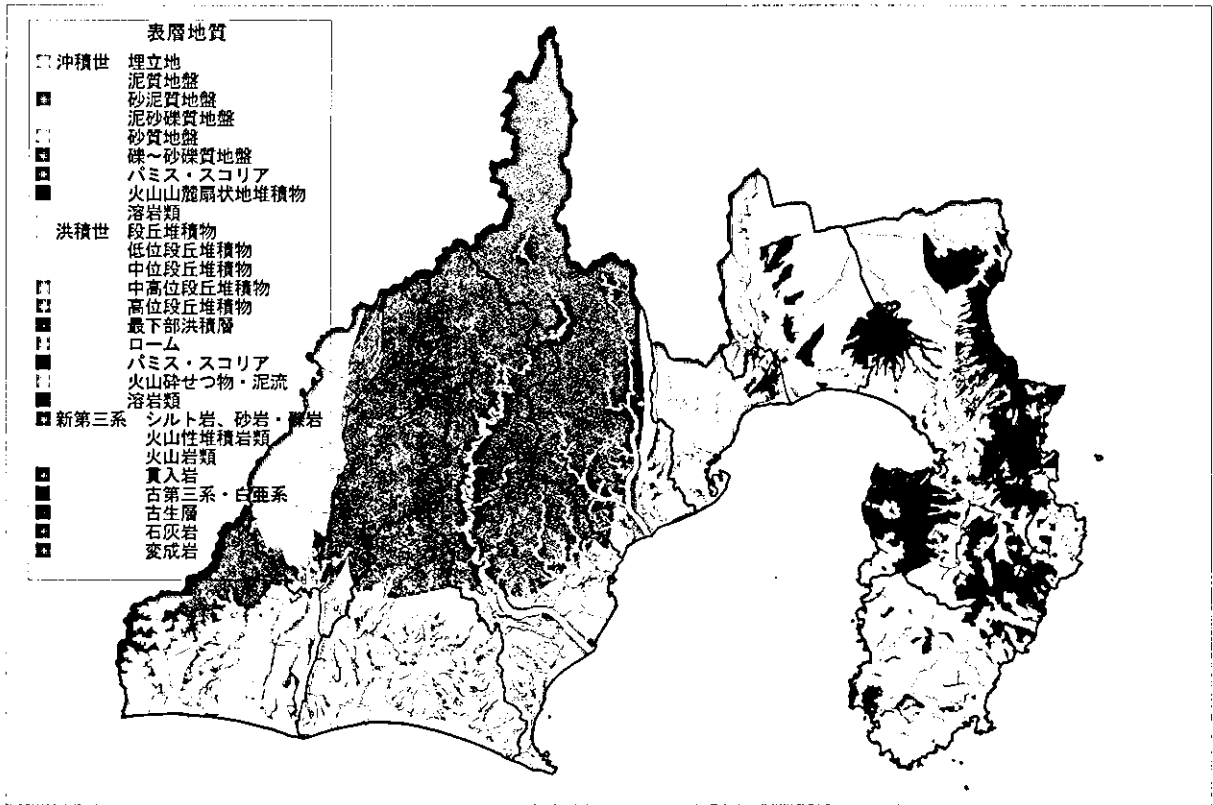 表層地質
沖積世 埋立地
泥質地盤
砂泥質地盤
泥砂礫質地盤
砂質地盤
礫～砂礫質地盤
パミス・スコリア
火山山麓扇状地堆積物
溶岩類
洪積世 段丘堆積物
低位段丘堆積物
中位段丘堆積物
中高位段丘堆積物
高位段丘堆積物
最下部洪積層
ローム
パミス・スコリア
火山砕せつ物・泥流
溶岩類
新第三系 シルト岩、砂岩・礫岩
火山性堆積岩類
火山岩類
貫入岩
古第三系・白亜系
古生層
石灰岩
変成岩